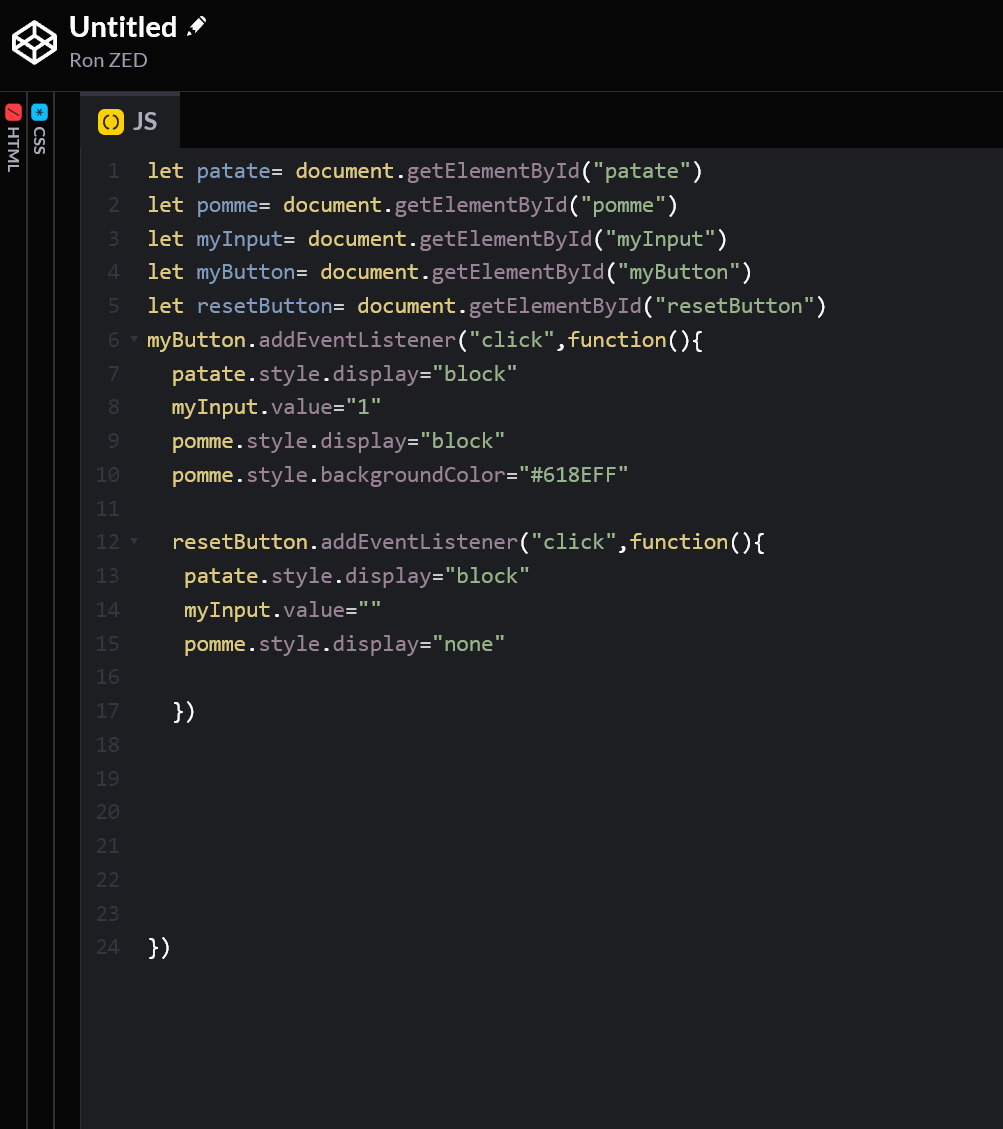 Untitled
Ron ZED
HTML
CSS
JS
1 let patate= document.getElementById("patate")
2 let pomme= document.getElementById("pomme")
3 let myInput= document.getElementById("myInput")
4 let myButton= document.getElementById("myButton")
5 let resetButton= document.getElementById("resetButton")
6 myButton.addEventListener("click",function(){
7   patate.style.display="block"
8   myInput.value="1"
9   pomme.style.display="block"
10   pomme.style.backgroundColor="#618EFF"
11
12   resetButton.addEventListener("click",function(){
13    patate.style.display="block"
14    myInput.value=""
15    pomme.style.display="none"
16
17   })
18
19
20
21
22
23
24 })